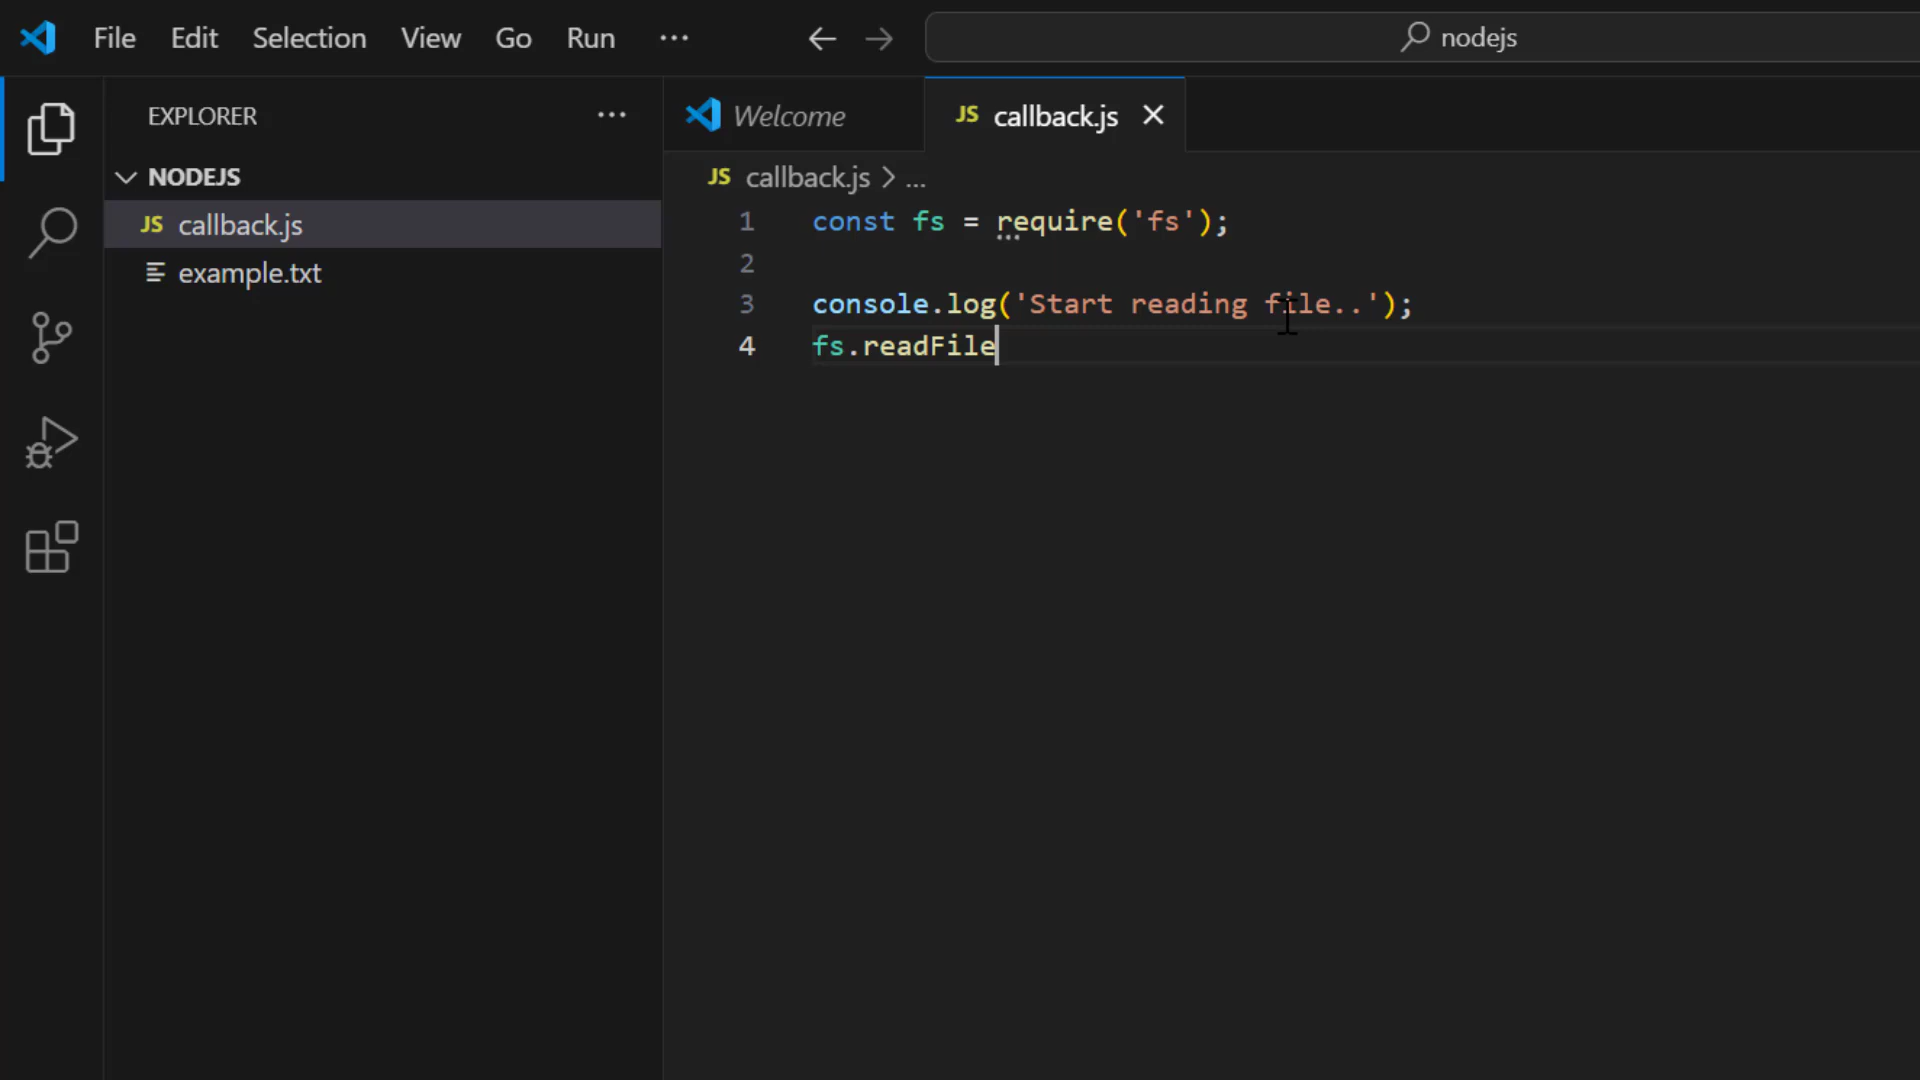 File Edit Selection View Go Run ... nodejs
EXPLORER ...
Welcome
JS callback.js
NODEJS
JS callback.js
example.txt
JS callback.js > ...
1 const fs = require('fs');
2
3 console.log('Start reading file..');
4 fs.readFile